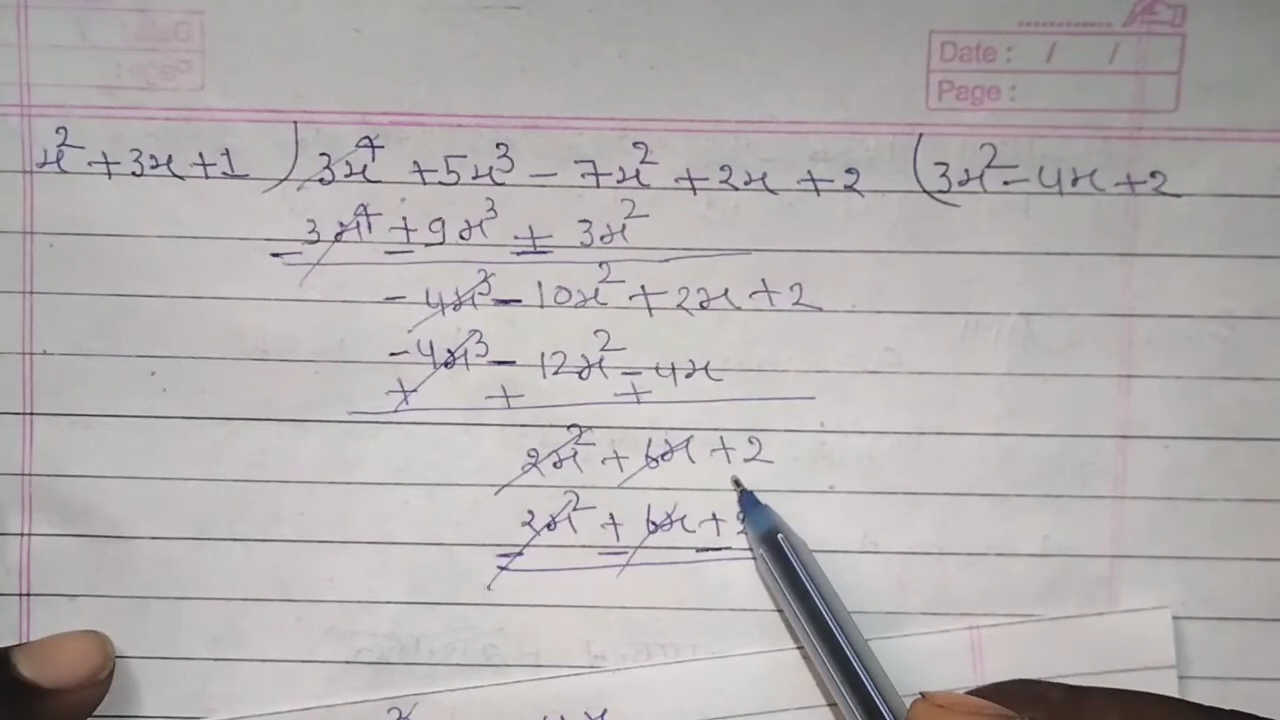 Date : / /
Page :
x² + 3x + 1 ) 3x⁴ + 5x³ - 7x² + 2x + 2 ( 3x² - 4x + 2
3x⁴ + 9x³ + 3x²
- - -
- 4x³ - 10x² + 2x + 2
- 4x³ - 12x² - 4x
+ + +
2x² + 6x + 2
2x² + 6x + 2
- - -